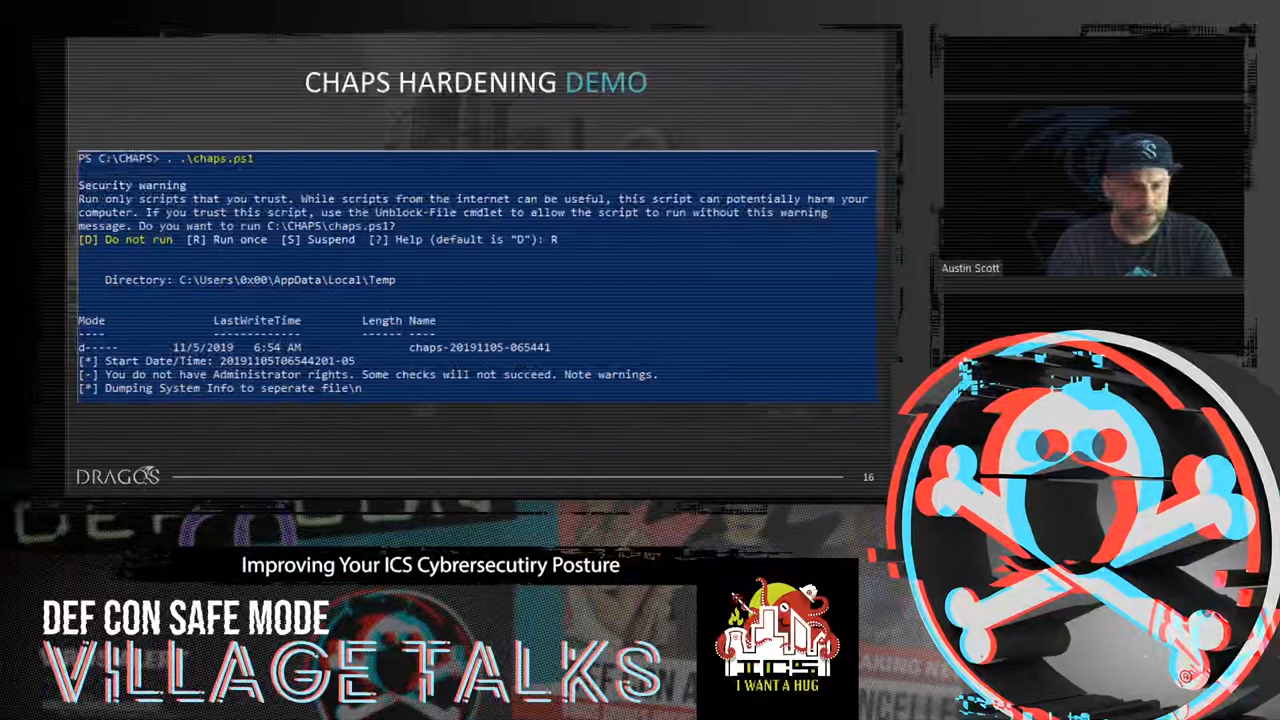 CHAPS HARDENING DEMO
PS C:\CHAPS> . .\chaps.ps1
Security warning
Run only scripts that you trust. While scripts from the internet can be useful, this script can potentially harm your
computer. If you trust this script, use the Unblock-File cmdlet to allow the script to run without this warning
message. Do you want to run C:\CHAPS\chaps.ps1?
[D] Do not run  [R] Run once  [S] Suspend  [?] Help (default is "D"): R
Directory: C:\Users\0x00\AppData\Local\Temp
Mode                LastWriteTime         Length Name
----                -------------         ------ ----
d-----        11/5/2019   6:54 AM                chaps-20191105-065441
[*] Start Date/Time: 20191105T06544201-05
[-] You do not have Administrator rights. Some checks will not succeed. Note warnings.
[*] Dumping System Info to seperate file\n
DRAGOS
16
Austin Scott
Improving Your ICS Cybrersecutiry Posture
DEF CON SAFE MODE
VILLAGE TALKS
ICS
I WANT A HUG